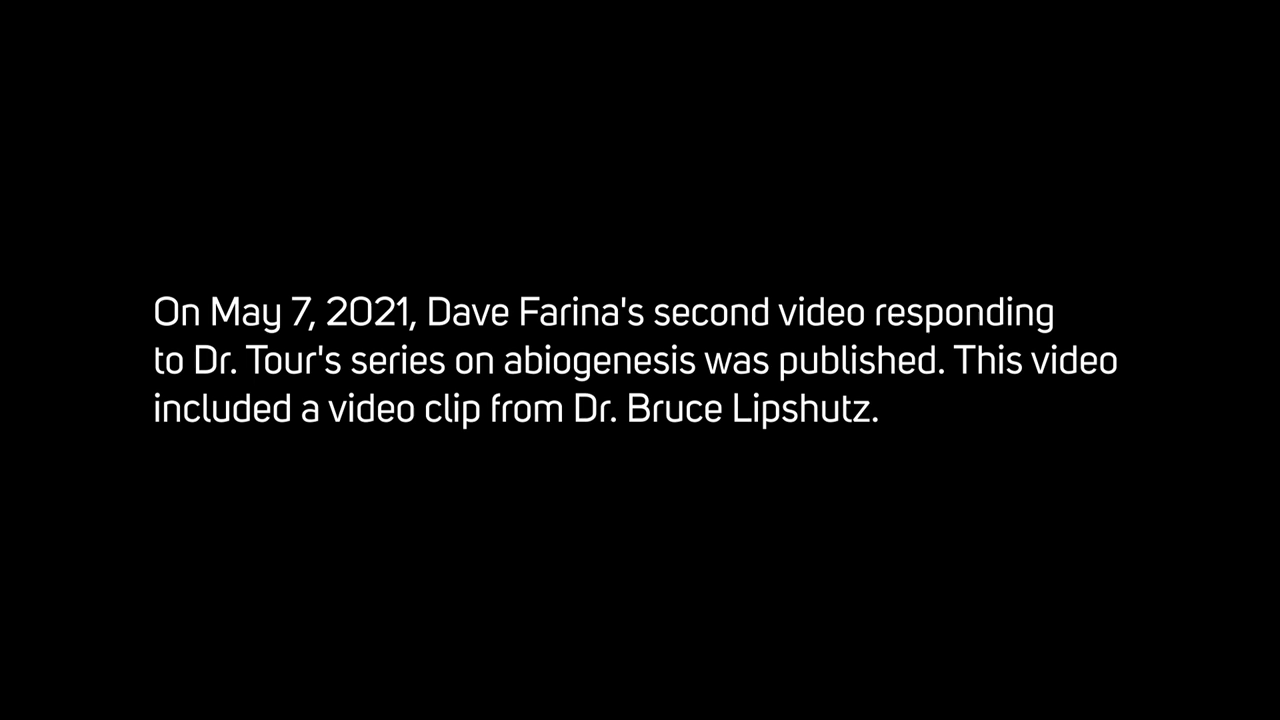 On May 7, 2021, Dave Farina's second video responding
to Dr. Tour's series on abiogenesis was published. This video
included a video clip from Dr. Bruce Lipshutz.